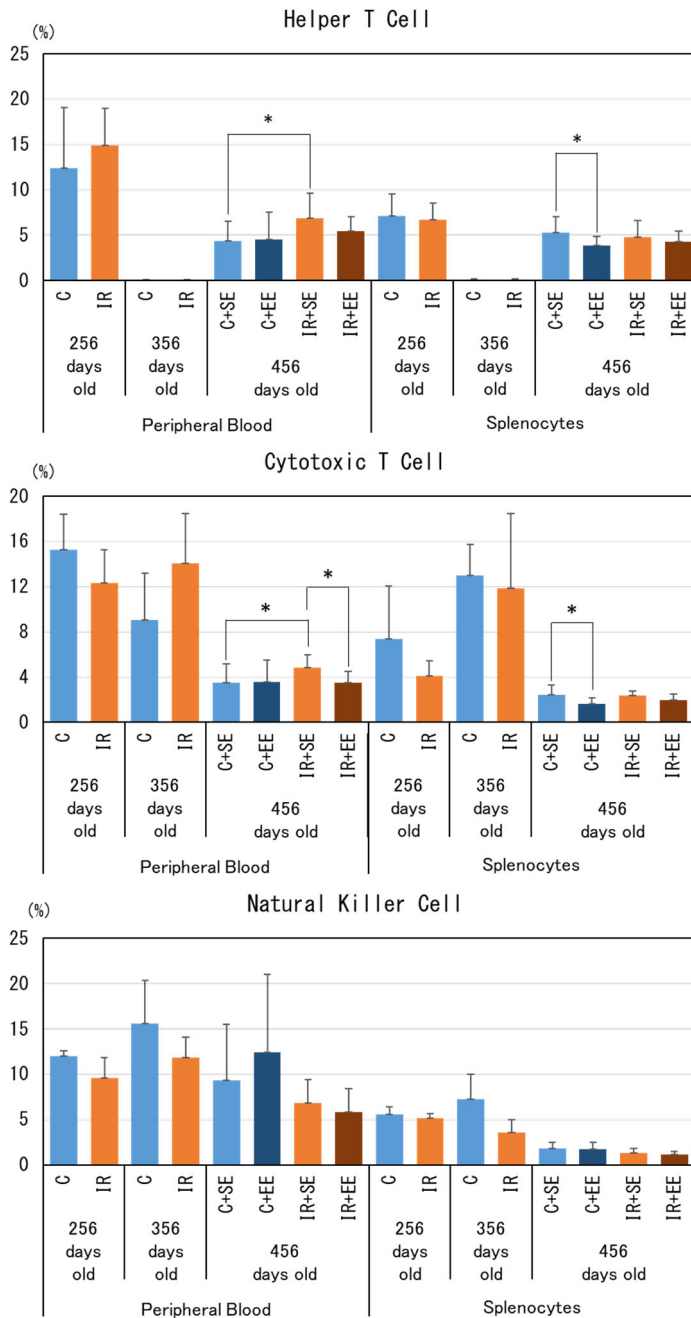 Helper T Cell
(%)
25
20
15
10
5
0
*
*
C IR C IR C+SE C+EE IR+SE IR+EE C IR C IR C+SE C+EE IR+SE IR+EE
256 356 456 256 356 456
days days days old days days days old
old old old old
Peripheral Blood Splenocytes
Cytotoxic T Cell
(%)
20
16
12
8
4
0
*
*
*
C IR C IR C+SE C+EE IR+SE IR+EE C IR C IR C+SE C+EE IR+SE IR+EE
256 356 456 256 356 456
days days days old days days days old
old old old old
Peripheral Blood Splenocytes
Natural Killer Cell
(%)
25
20
15
10
5
0
C IR C IR C+SE C+EE IR+SE IR+EE C IR C IR C+SE C+EE IR+SE IR+EE
256 356 456 256 356 456
days days days old days days days old
old old old old
Peripheral Blood Splenocytes